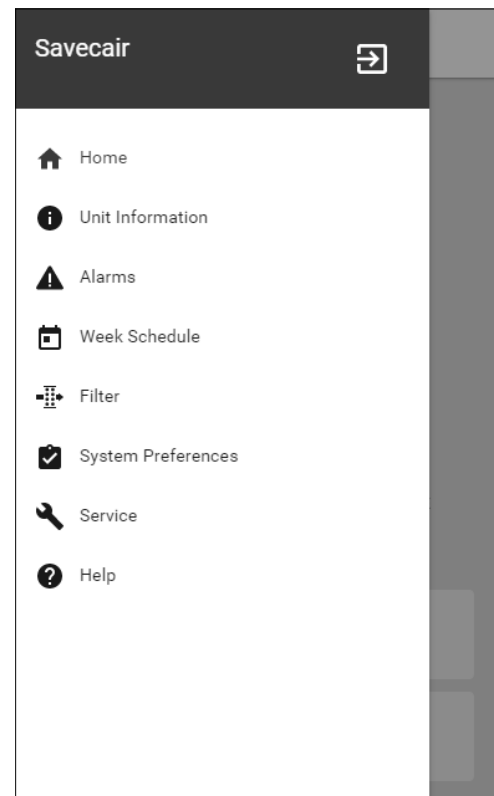 Savecair
Home
Unit Information
Alarms
Week Schedule
Filter
System Preferences
Service
Help